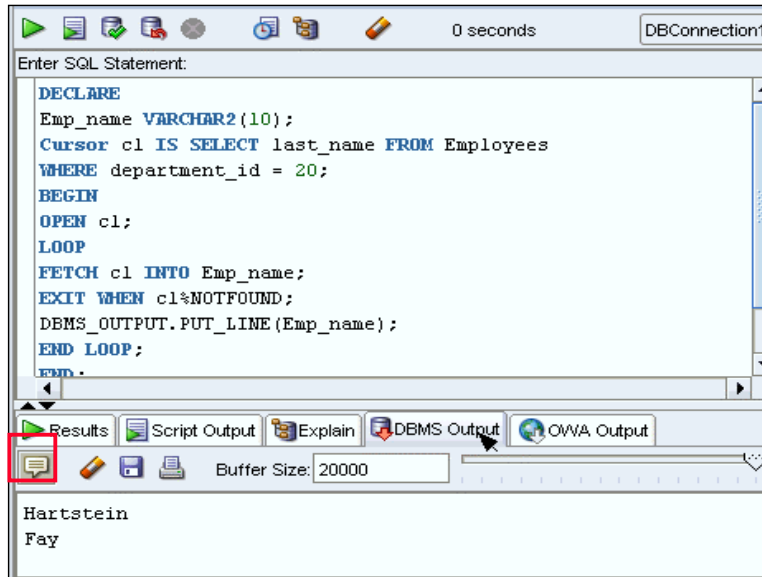 0 seconds
DBConnection1
Enter SQL Statement:
DECLARE
Emp_name VARCHAR2(10);
Cursor c1 IS SELECT last_name FROM Employees
WHERE department_id = 20;
BEGIN
OPEN c1;
LOOP
FETCH c1 INTO Emp_name;
EXIT WHEN c1%NOTFOUND;
DBMS_OUTPUT.PUT_LINE(Emp_name);
END LOOP;
END;
Results Script Output Explain DBMS Output OWA Output
Buffer Size: 20000
Hartstein
Fay